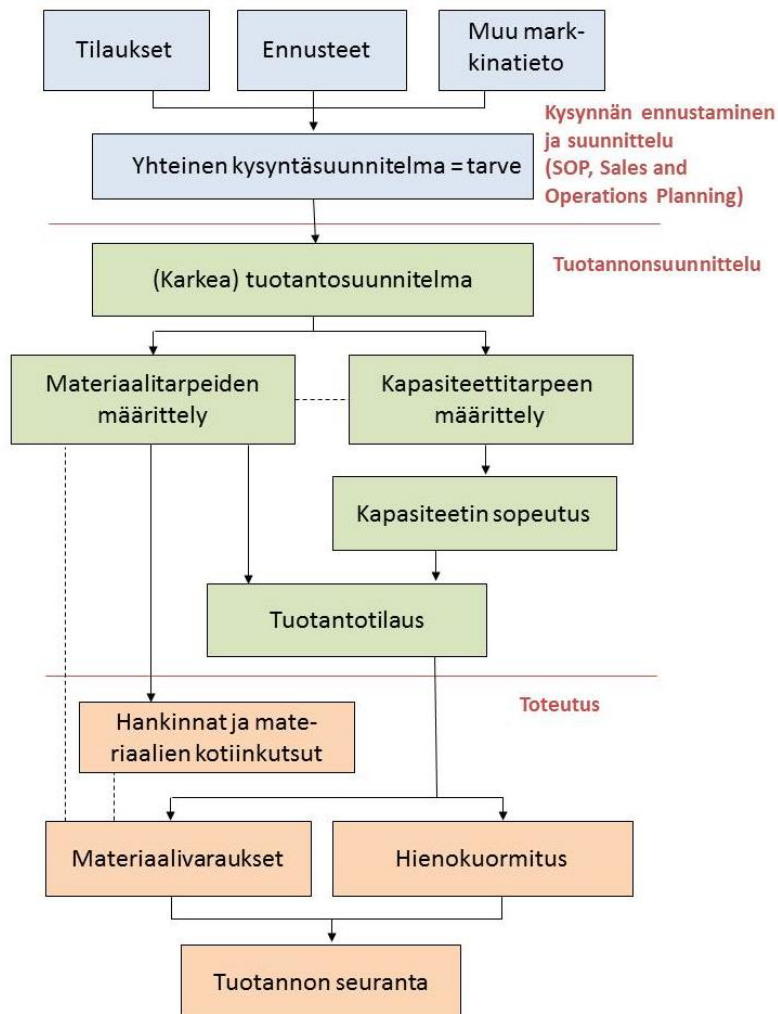 Tilaukset
Ennusteet
Muu mark-
kinatieto
Kysynnän ennustaminen
ja suunnittelu
(SOP, Sales and
Operations Planning)
Yhteinen kysyntäsuunnitelma = tarve
(Karkea) tuotantosuunnitelma
Tuotannonsuunnittelu
Materiaalitarpeiden
määrittely
Kapasiteettitarpeen
määrittely
Kapasiteetin sopeutus
Tuotantotilaus
Toteutus
Hankinnat ja mate-
riaalien kotiinkutsut
Materiaalivaraukset
Hienokuormitus
Tuotannon seuranta